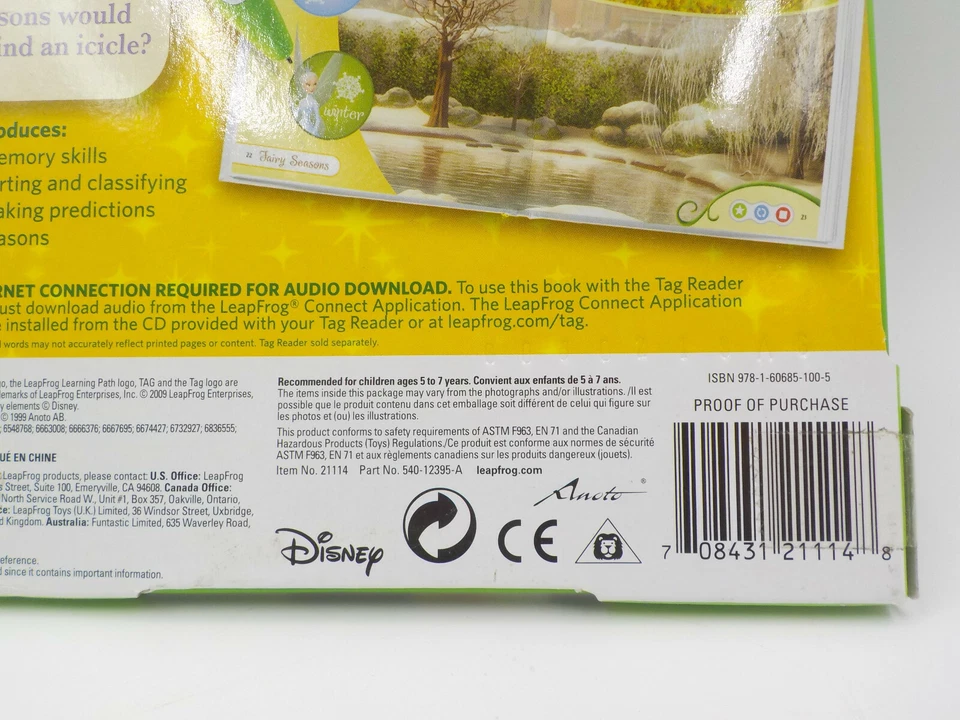 sons would
ind an icicle?
winter
22 Fairy Seasons
23
oduces:
emory skills
rting and classifying
aking predictions
asons
RNET CONNECTION REQUIRED FOR AUDIO DOWNLOAD. To use this book with the Tag Reader
ust download audio from the LeapFrog® Connect Application. The LeapFrog Connect Application
e installed from the CD provided with your Tag Reader or at leapfrog.com/tag.
d words may not accurately reflect printed pages or content. Tag Reader sold separately.
go, the LeapFrog Learning Path logo, TAG and the Tag logo are
demarks of LeapFrog Enterprises, Inc. © 2009 LeapFrog Enterprises,
y elements © Disney.
© 1999 Anoto AB.
; 6548768; 6663008; 6666376; 6667695; 6674427; 6732927; 6836555;
UÉ EN CHINE
LeapFrog products, please contact: U.S. Office: LeapFrog
s Street, Suite 100, Emeryville, CA 94608. Canada Office:
North Service Road W., Unit #1, Box 357, Oakville, Ontario,
ce: LeapFrog Toys (U.K.) Limited, 36 Windsor Street, Uxbridge,
d Kingdom. Australia: Funtastic Limited, 635 Waverley Road,
eference.
d since it contains important information.
Recommended for children ages 5 to 7 years. Convient aux enfants de 5 à 7 ans.
The items inside this package may vary from the photographs and/or illustrations. /Il est
possible que le produit contenu dans cet emballage soit différent de celui qui figure sur
les photos et (ou) les illustrations.
This product conforms to safety requirements of ASTM F963, EN 71 and the Canadian
Hazardous Products (Toys) Regulations./Ce produit est conforme aux normes de sécurité
ASTM F963, EN 71 et aux règlements canadiens sur les produits dangereux (jouets).
Item No. 21114 Part No. 540-12395-A leapfrog.com
Anoto®
Disney
CE
ISBN 978-1-60685-100-5
PROOF OF PURCHASE
7 08431 21114 8